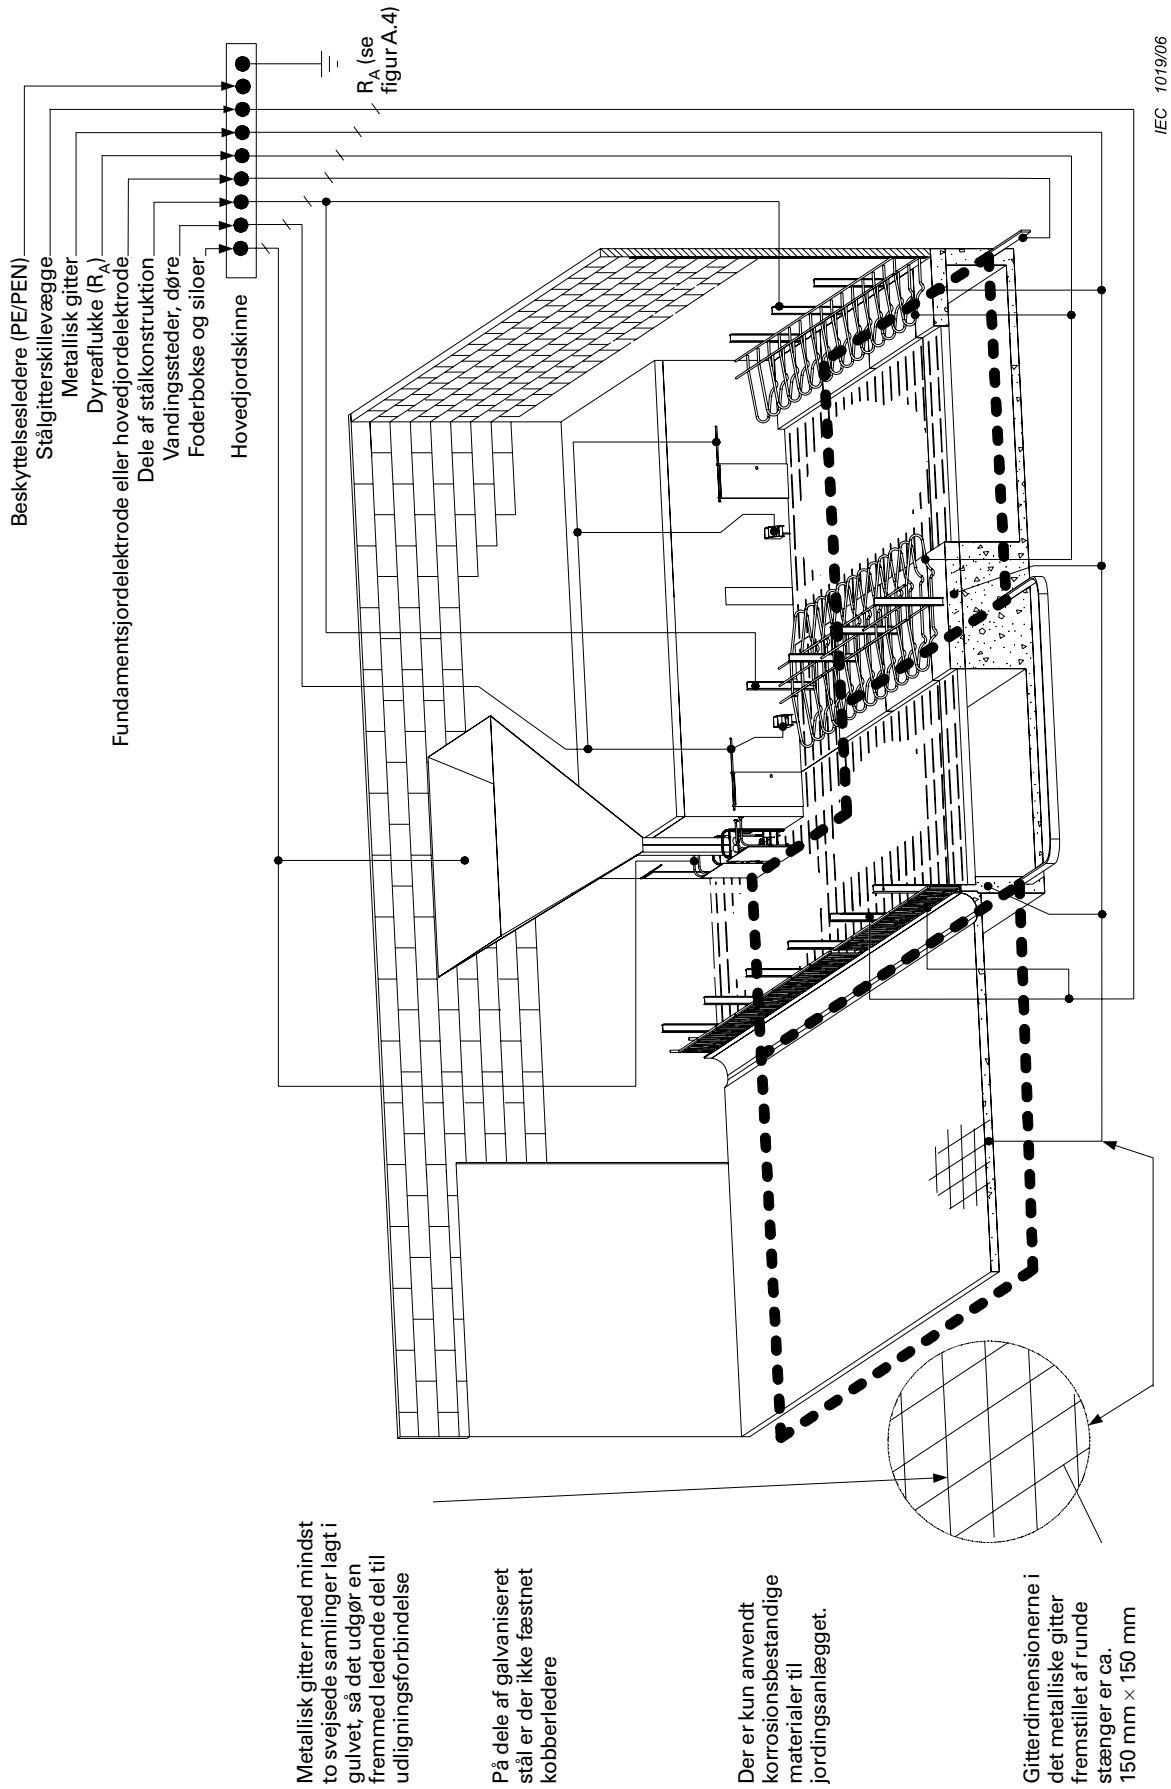 Beskyttelsesledere (PE/PEN)
Stålgitterskillevægge
Metallisk gitter
Dyreaflukke (RA)
Fundamentsjordelektrode eller hovedjordelektrode
Dele af stålkonstruktion
Vandingssteder, døre
Foderbokse og siloer
Hovedjordskinne
RA (se
figur A.4)
Metallisk gitter med mindst
to svejsede samlinger lagt i
gulvet, så det udgør en
fremmed ledende del til
udligningsforbindelse
På dele af galvaniseret
stål er der ikke fæstnet
kobberledere
Der er kun anvendt
korrosionsbestandige
materialer til
jordingsanlægget.
Gitterdimensionerne i
det metalliske gitter
fremstillet af runde
stænger er ca.
150 mm × 150 mm
IEC 1019/06